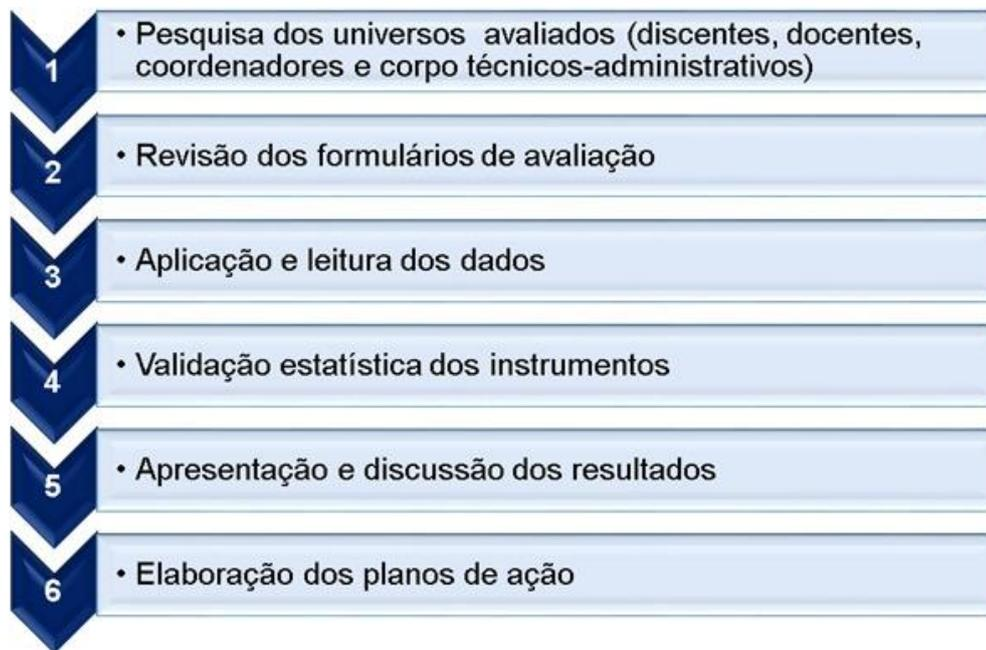 1
• Pesquisa dos universos avaliados (discentes, docentes,
coordenadores e corpo técnicos-administrativos)
2
• Revisão dos formulários de avaliação
3
• Aplicação e leitura dos dados
4
• Validação estatística dos instrumentos
5
• Apresentação e discussão dos resultados
6
• Elaboração dos planos de ação